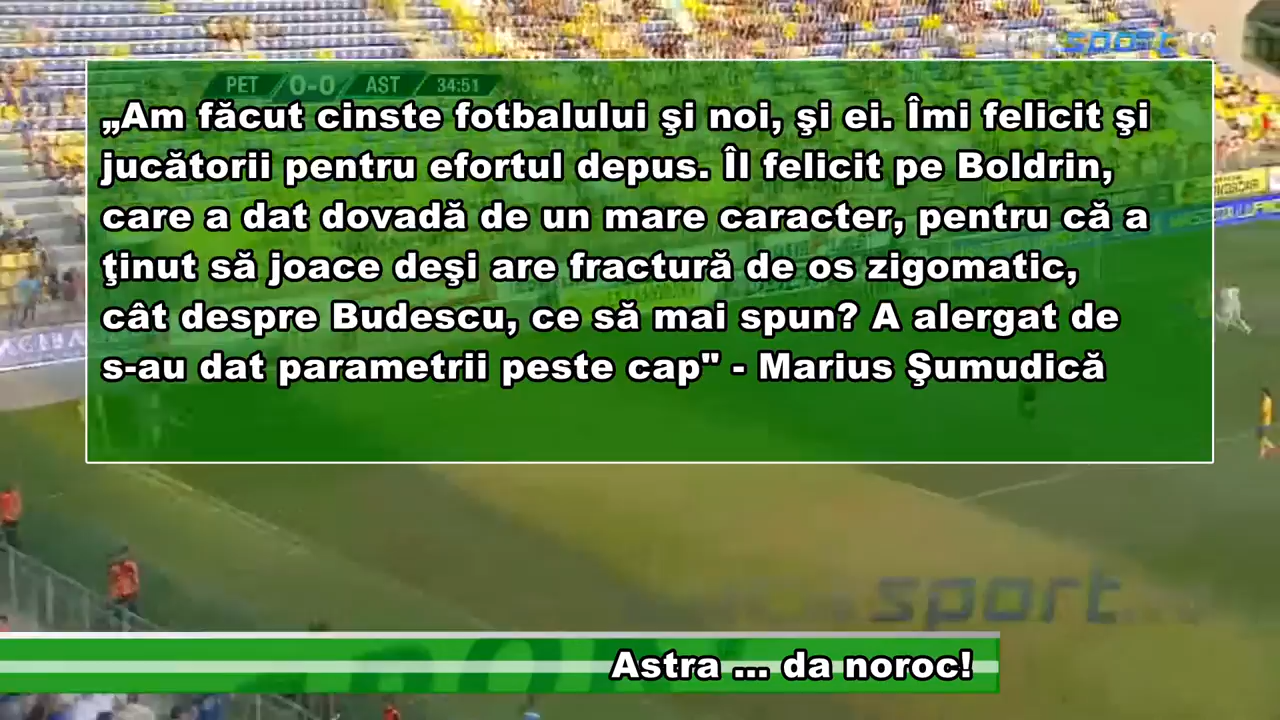 sport.ro
PET 0-0 AST 34:51
„Am făcut cinste fotbalului şi noi, şi ei. Îmi felicit şi
jucătorii pentru efortul depus. Îl felicit pe Boldrin,
care a dat dovadă de un mare caracter, pentru că a
ţinut să joace deşi are fractură de os zigomatic,
cât despre Budescu, ce să mai spun? A alergat de
s-au dat parametrii peste cap" - Marius Şumudică
sport
Astra ... da noroc!